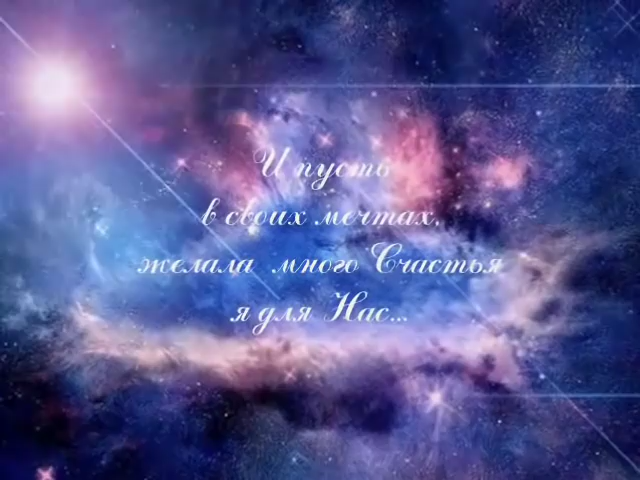 И пусть
в своих мечтах,
желала много Счастья
я для Нас...